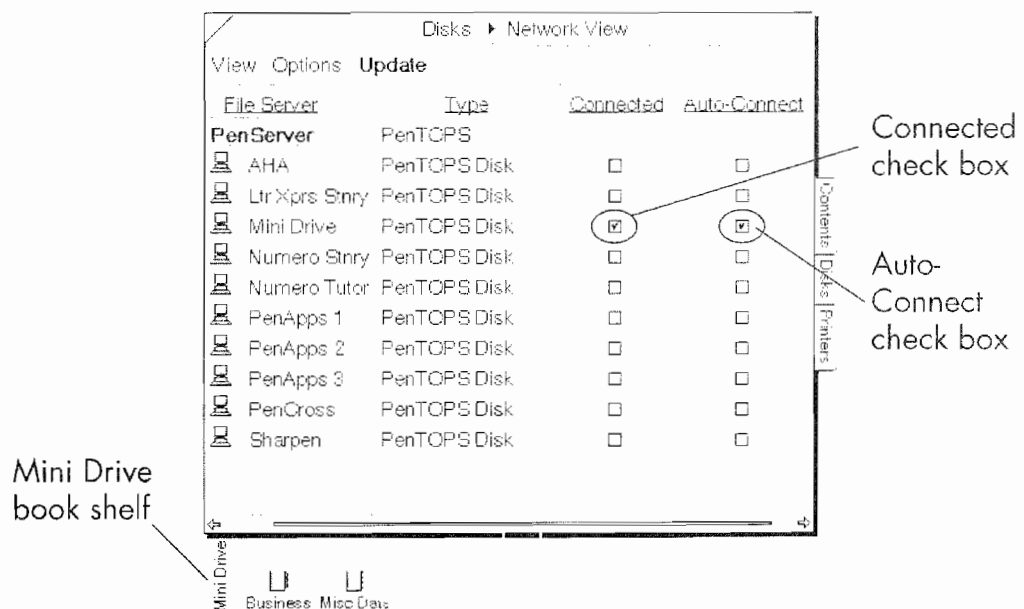 Disks ▸ Network View
View Options Update
File Server Type Connected Auto-Connect
PenServer PenTOPS
AHA PenTOPS Disk
Ltr Xprs Stnry PenTOPS Disk
Mini Drive PenTOPS Disk
Numero Stnry PenTOPS Disk
Numero Tutor PenTOPS Disk
PenApps 1 PenTOPS Disk
PenApps 2 PenTOPS Disk
PenApps 3 PenTOPS Disk
PenCross PenTOPS Disk
Sharpen PenTOPS Disk
Contents
Disks
Printers
Connected
check box
Auto-
Connect
check box
Mini Drive
book shelf
Mini Drive
Business Misc Data